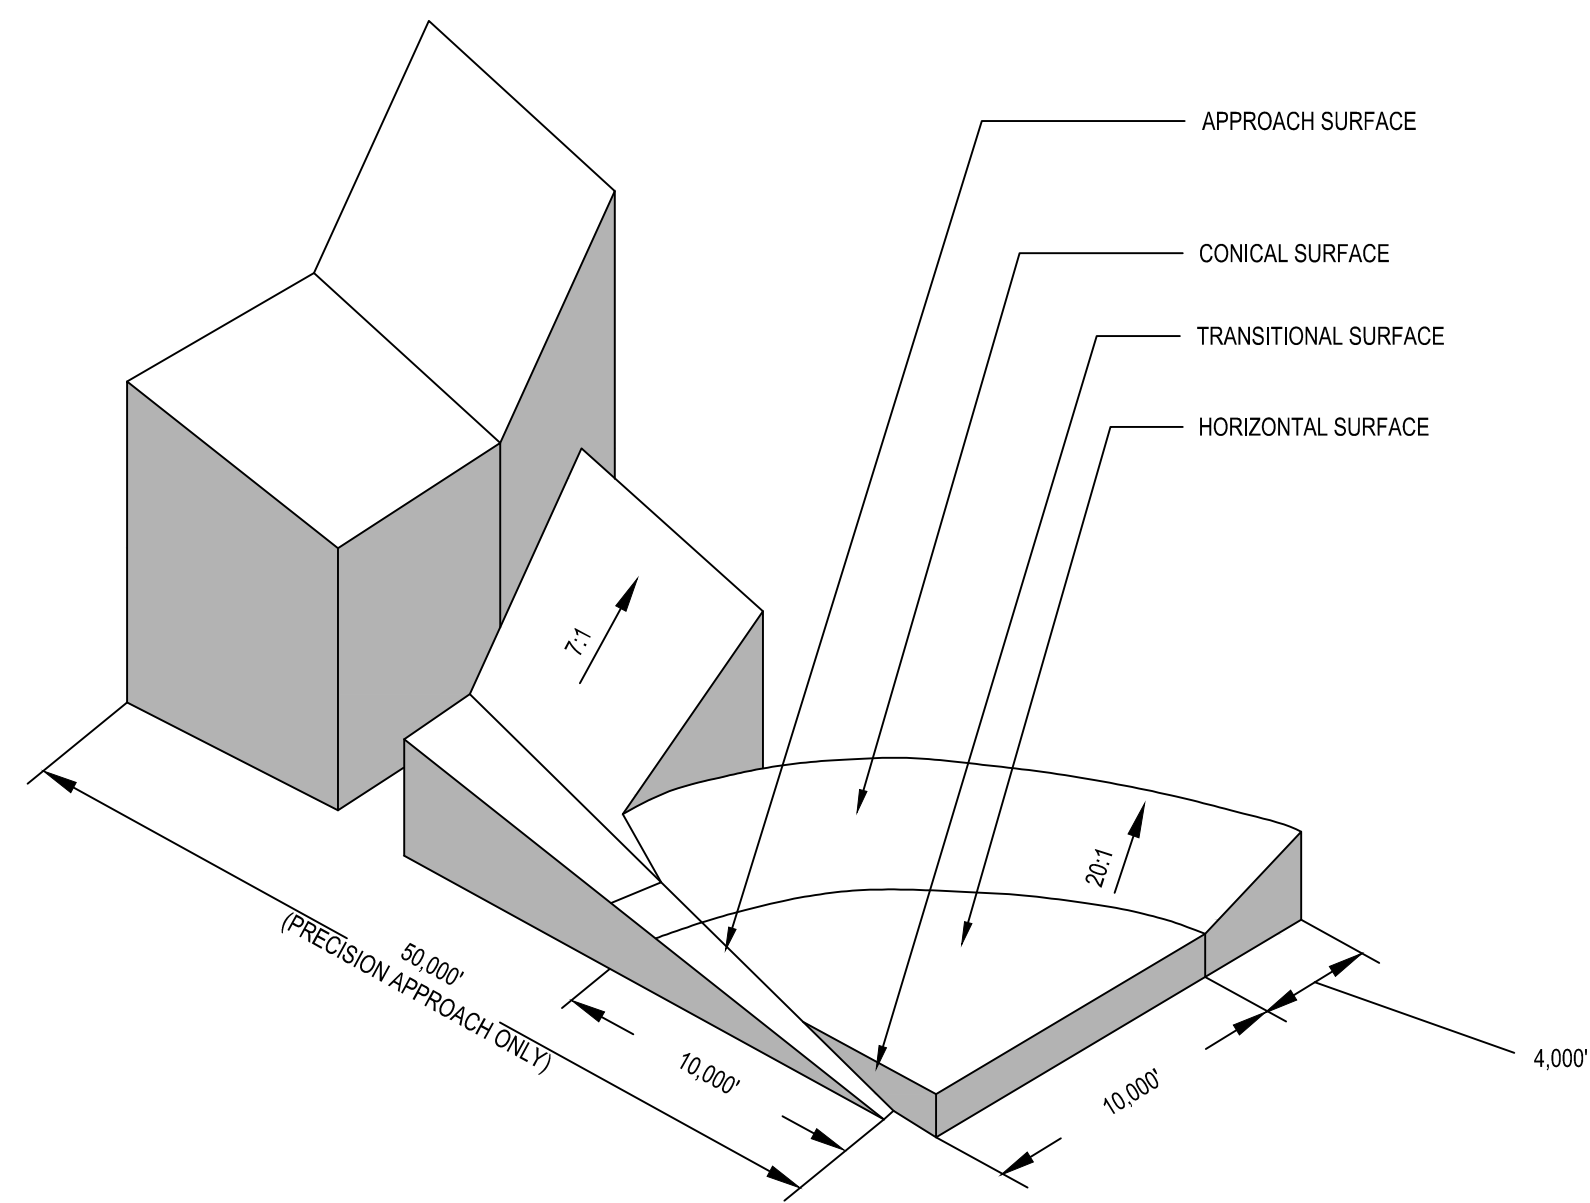 APPROACH SURFACE
CONICAL SURFACE
TRANSITIONAL SURFACE
HORIZONTAL SURFACE
7:1
20:1
50,000'
(PRECISION APPROACH ONLY)
10,000'
10,000'
4,000'